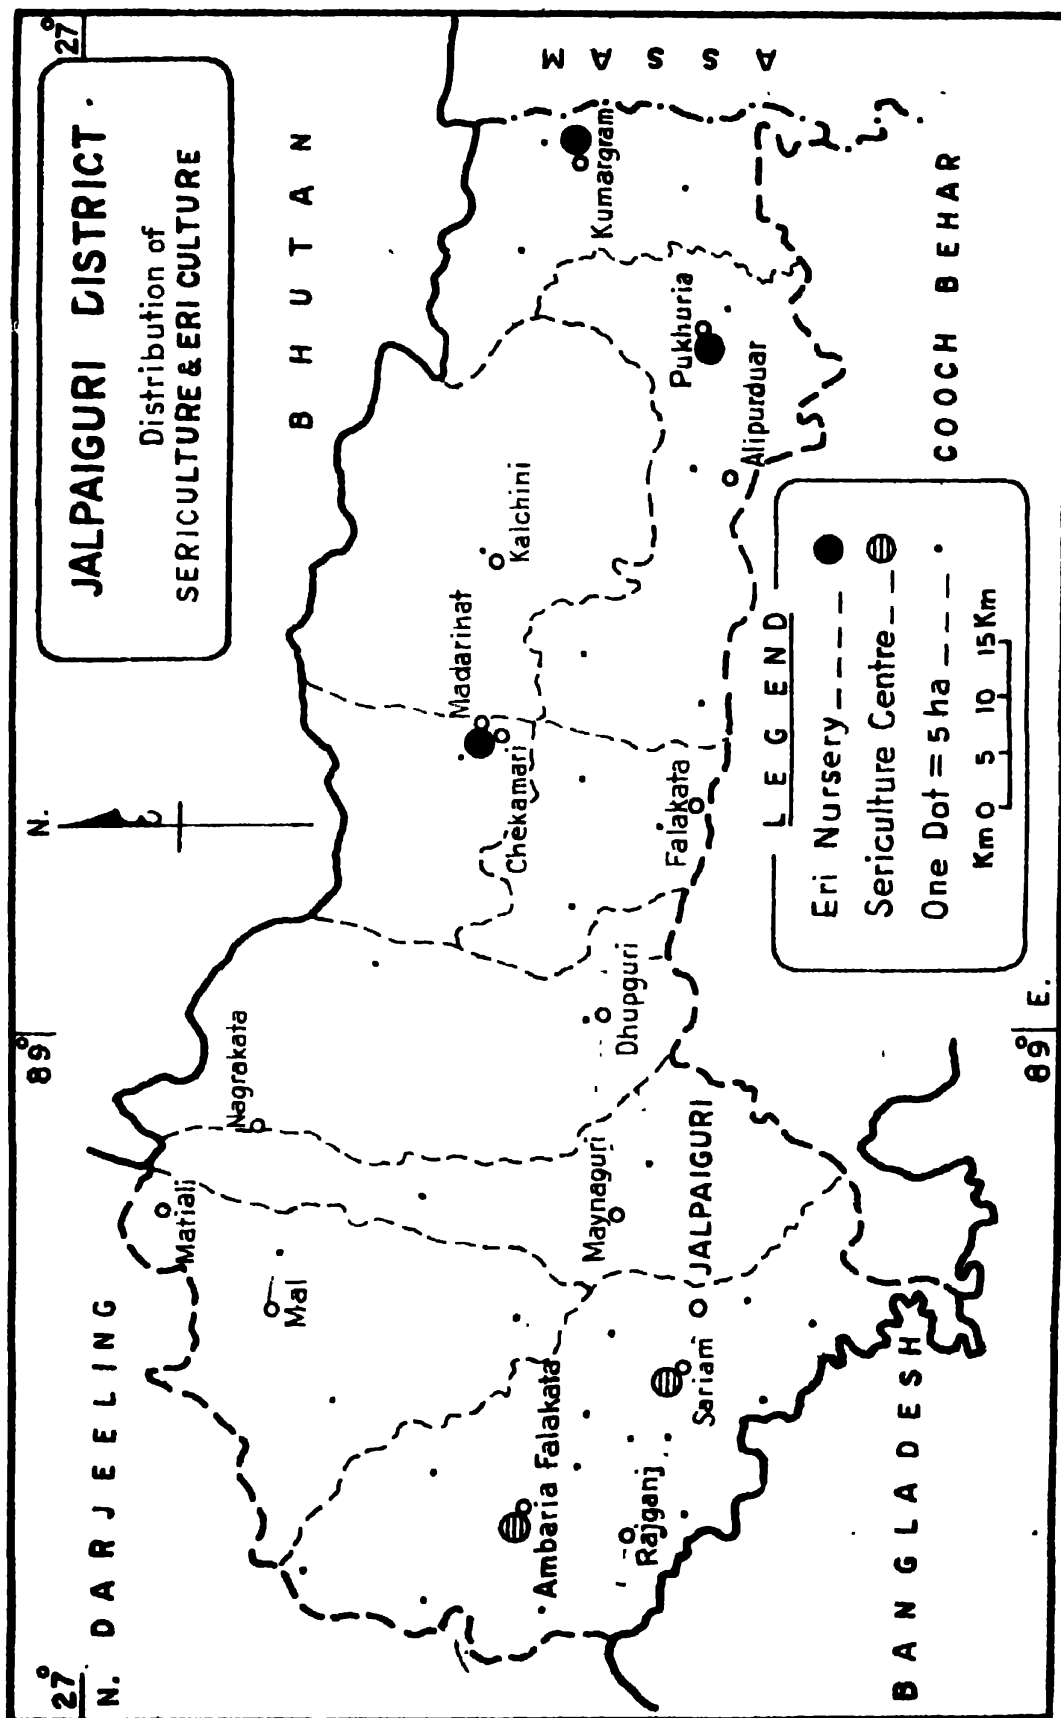 JALPAIGURI DISTRICT
Distribution of
SERICULTURE & ERI CULTURE
27°
N.
89°
27°
N. DARJEELING
BHUTAN
ASSAM
Matiali
Nagrakata
Mal
Madarihat
Kalchini
Kumargram
Chekamari
Ambaria Falakata
Maynaguri
Dhupguri
Falakata
Pukhuria
Alipurduar
Rajganj
Sariam
JALPAIGURI
BANGLADESH
COOCH BEHAR
LEGEND
Eri Nursery
Sericulture Centre
One Dot = 5 ha
Km 0 5 10 15 Km
89° E.